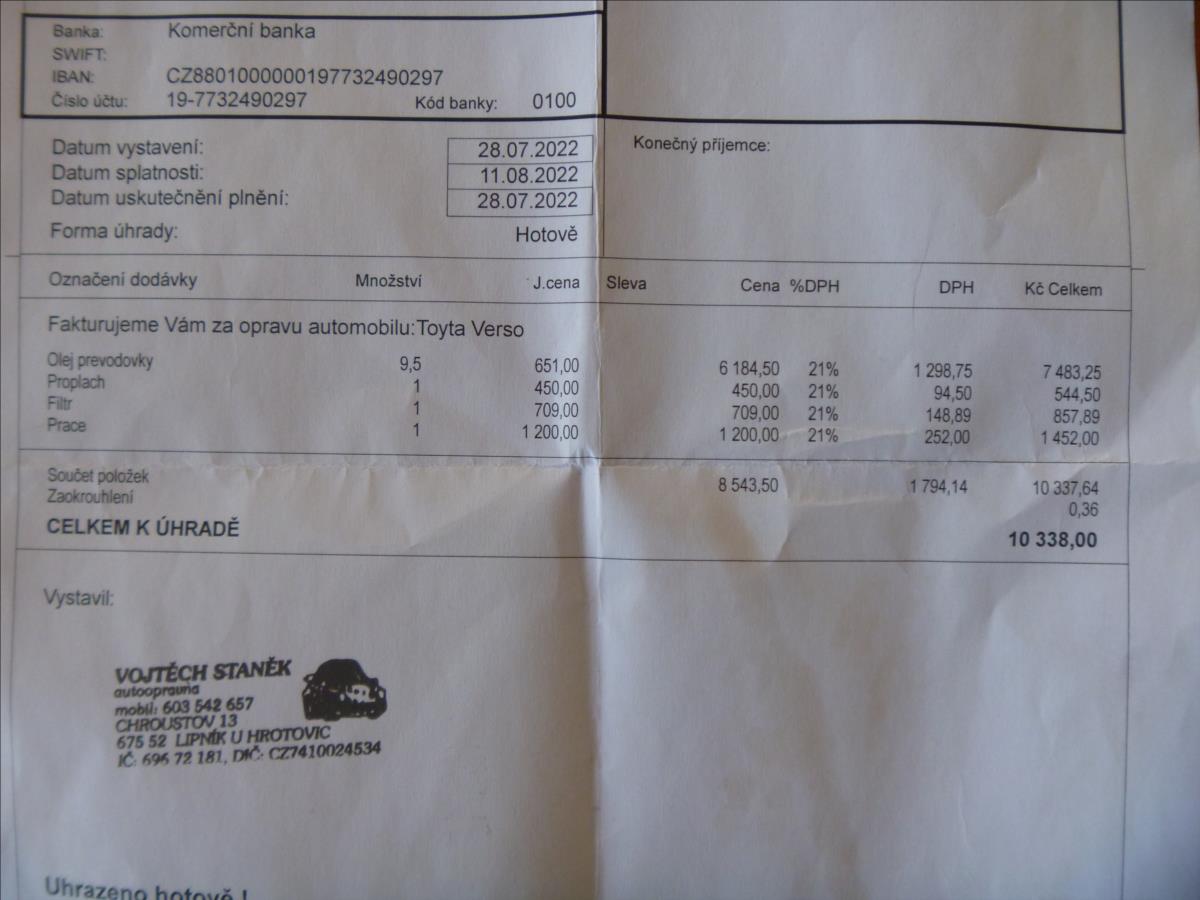 Banka: Komerční banka
SWIFT:
IBAN: CZ8801000000197732490297
Číslo účtu: 19-7732490297 Kód banky: 0100
Datum vystavení: 28.07.2022
Konečný příjemce:
Datum splatnosti: 11.08.2022
Datum uskutečnění plnění: 28.07.2022
Forma úhrady: Hotově
Označení dodávky Množství J.cena Sleva Cena %DPH DPH Kč Celkem
Fakturujeme Vám za opravu automobilu:Toyta Verso
Olej prevodovky 9,5 651,00 6 184,50 21% 1 298,75 7 483,25
Proplach 1 450,00 450,00 21% 94,50 544,50
Filtr 1 709,00 709,00 21% 148,89 857,89
Prace 1 1 200,00 1 200,00 21% 252,00 1 452,00
Součet položek 8 543,50 1 794,14 10 337,64
Zaokrouhlení 0,36
CELKEM K ÚHRADĚ 10 338,00
Vystavil:
VOJTĚCH STANĚK
autoopravna
mobil: 603 542 657
CHROUSTOV 13
675 52 LIPNÍK U HROTOVIC
IČ: 696 72 181, DIČ: CZ7410024534
Uhrazeno hotově !